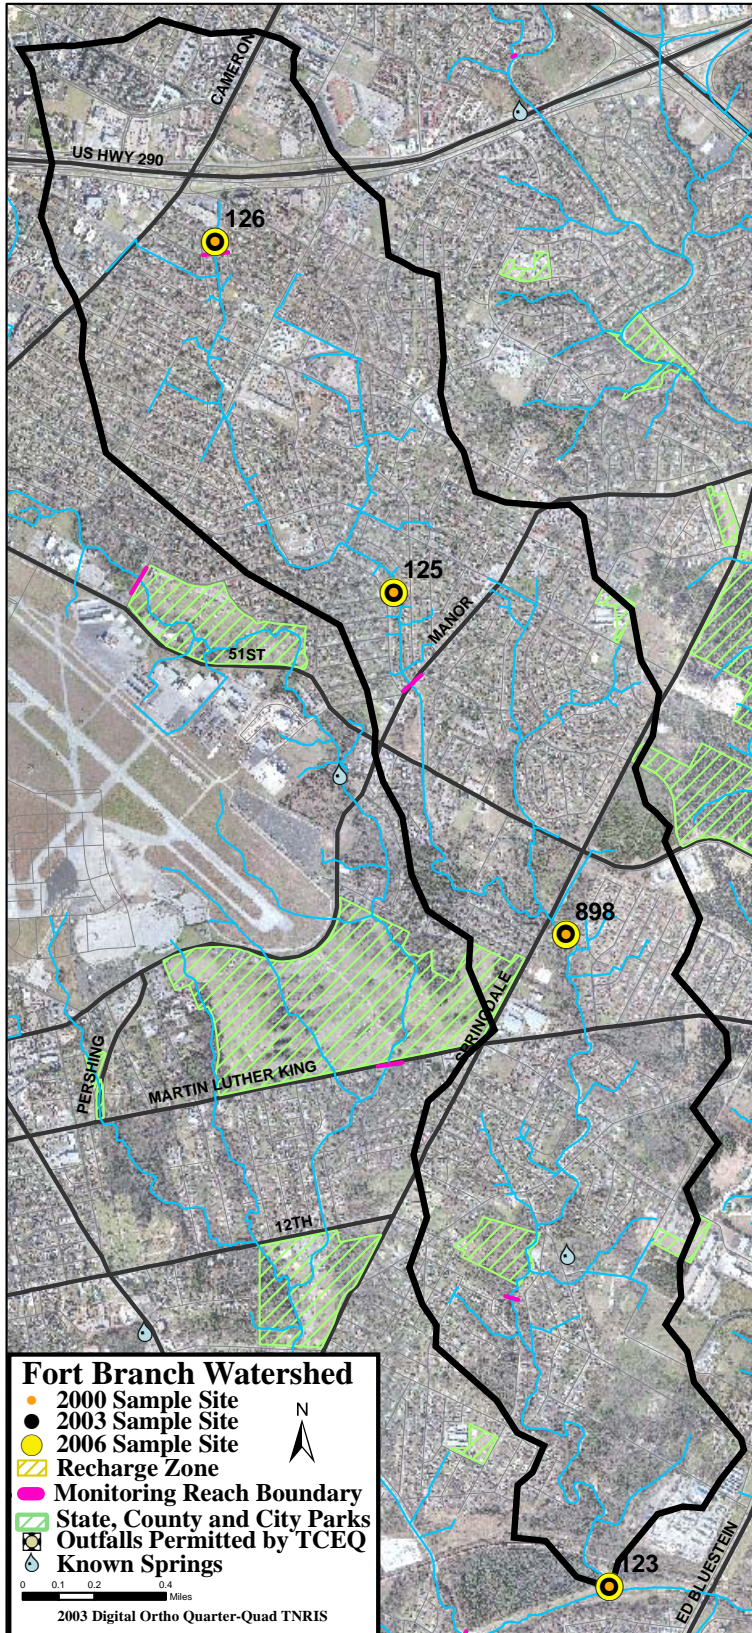 CAMERON
US HWY 290
126
125
MANOR
51ST
898
SPRINGDALE
PERSHING
MARTIN LUTHER KING
12TH
Fort Branch Watershed
2000 Sample Site
2003 Sample Site
2006 Sample Site
N
Recharge Zone
Monitoring Reach Boundary
State, County and City Parks
Outfalls Permitted by TCEQ
Known Springs
0 0.1 0.2 0.4
Miles
2003 Digital Ortho Quarter-Quad TNRIS
123
ED BLUESTEIN